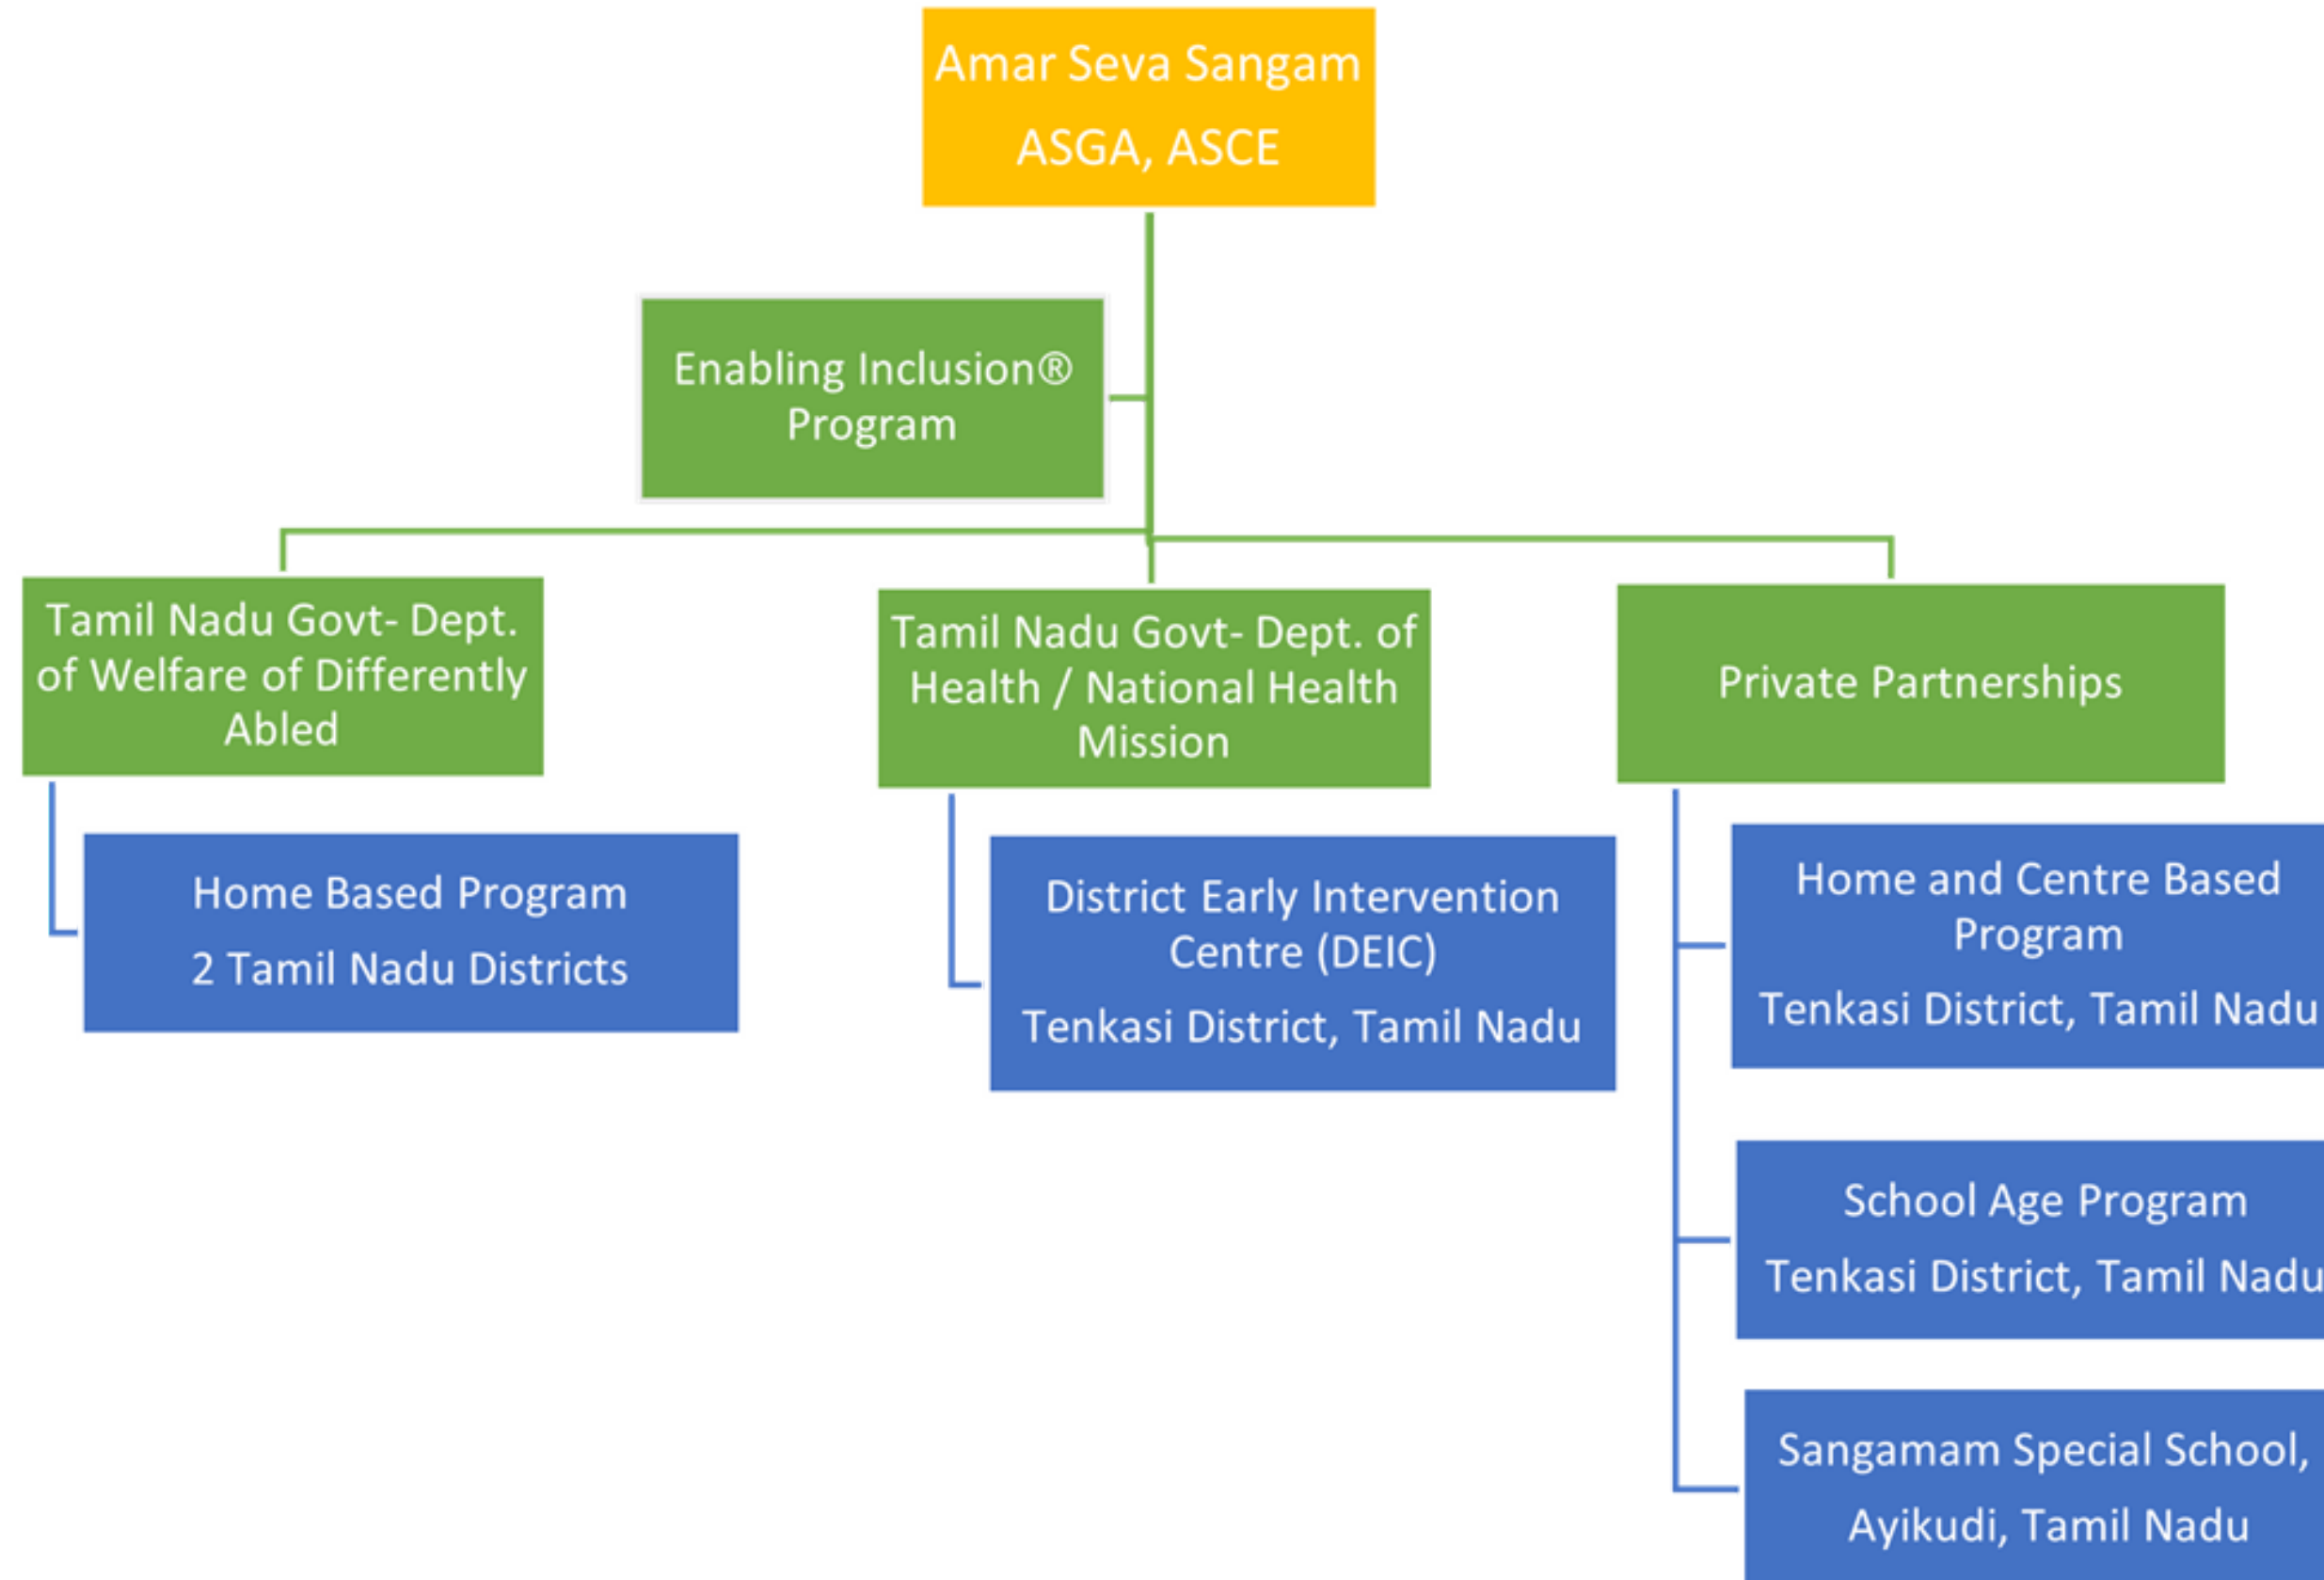 Amar Seva Sangam
ASGA, ASCE
Enabling Inclusion®
Program
Tamil Nadu Govt- Dept.
of Welfare of Differently
Abled
Home Based Program
2 Tamil Nadu Districts
Tamil Nadu Govt- Dept. of
Health / National Health
Mission
District Early Intervention
Centre (DEIC)
Tenkasi District, Tamil Nadu
Private Partnerships
Home and Centre Based
Program
Tenkasi District, Tamil Nadu
School Age Program
Tenkasi District, Tamil Nadu
Sangamam Special School,
Ayikudi, Tamil Nadu